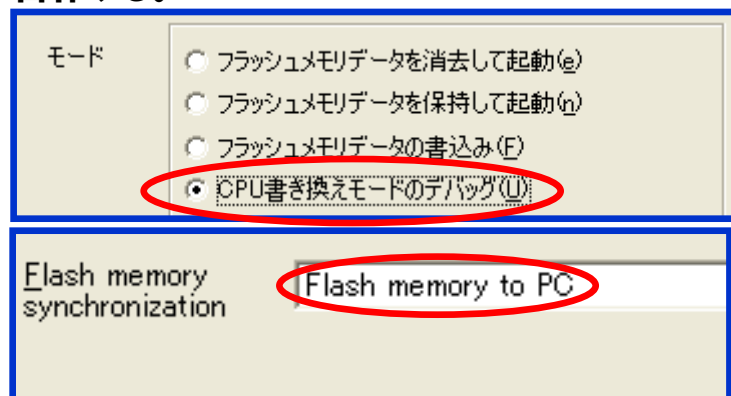 モード
フラッシュメモリデータを消去して起動(e)
フラッシュメモリデータを保持して起動(n)
フラッシュメモリデータの書込み(F)
CPU書き換えモードのデバッグ(U)
Flash memory
synchronization
Flash memory to PC